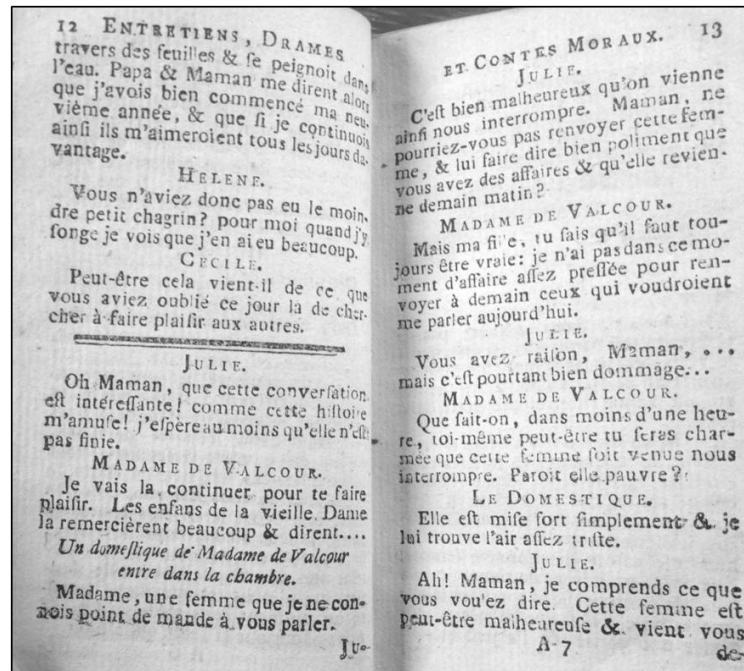 12 ENTRETIENS, DRAMES
travers des feuilles & ſe peignoit dans
l'eau. Papa & Maman me dirent alors
que j'avois bien commencé ma neu-
vième année, & que ſi je continuois
ainſi ils m'aimeroient tous les jours da-
vantage.
HELENE.
Vous n'aviez donc pas eu le moin-
dre petit chagrin? pour moi quand j'y
ſonge je vois que j'en ai eu beaucoup.
CECILE.
Peut-être cela vient-il de ce que
vous aviez oublié ce jour là de cher-
cher à faire plaiſir aux autres.
JULIE.
Oh Maman, que cette converſation
eſt intéreſſante! comme cette hiſtoire
m'amuſe! j'eſpère au moins qu'elle n'eſt
pas finie.
MADAME DE VALCOUR.
Je vais la continuer pour te faire
plaiſir. Les enfans de la vieille Dame
la remercièrent beaucoup & dirent....
Un domeſtique de Madame de Valcour
entre dans la chambre.
Madame, une femme que je ne con-
nois point demande à vous parler.
JU-
ET CONTES MORAUX. 13
JULIE.
C'eſt bien malheureux qu'on vienne
ainſi nous interrompre. Maman, ne
pourriez-vous pas renvoyer cette fem-
me, & lui faire dire bien poliment que
vous avez des affaires & qu'elle revien-
ne demain matin?
MADAME DE VALCOUR.
Mais ma fille, tu ſais qu'il faut tou-
jours être vraie: je n'ai pas dans ce mo-
ment d'affaire aſſez preſſée pour ren-
voyer à demain ceux qui voudroient
me parler aujourd'hui.
JULIE.
Vous avez raiſon, Maman, ...
mais c'eſt pourtant bien dommage...
MADAME DE VALCOUR.
Que fait-on, dans moins d'une heu-
re, toi-même peut-être tu ſeras char-
mée que cette femme ſoit venue nous
interrompre. Paroit elle pauvre?
LE DOMESTIQUE.
Elle eſt miſe fort ſimplement & je
lui trouve l'air aſſez triſte.
JULIE.
Ah! Maman, je comprends ce que
vous voulez dire. Cette femme eſt
peut-être malheureuſe & vient vous
A 7 de-